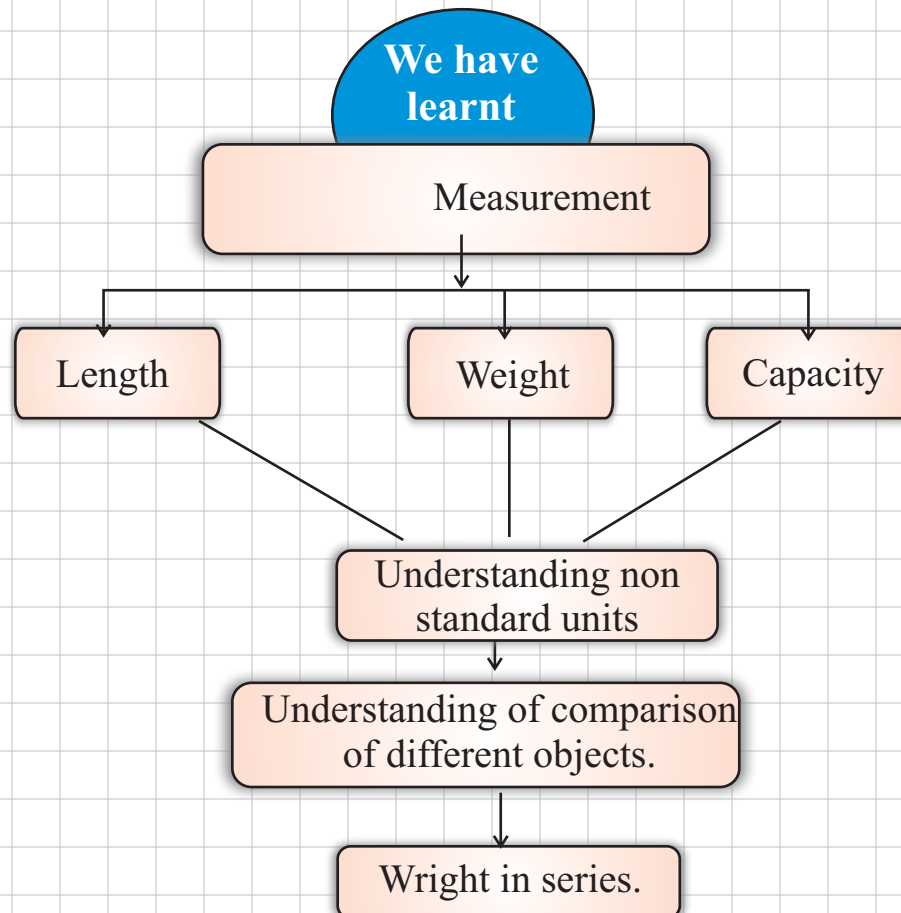 We have
learnt
Measurement
Length
Weight
Capacity
Understanding non
standard units
Understanding of comparison
of different objects.
Wright in series.